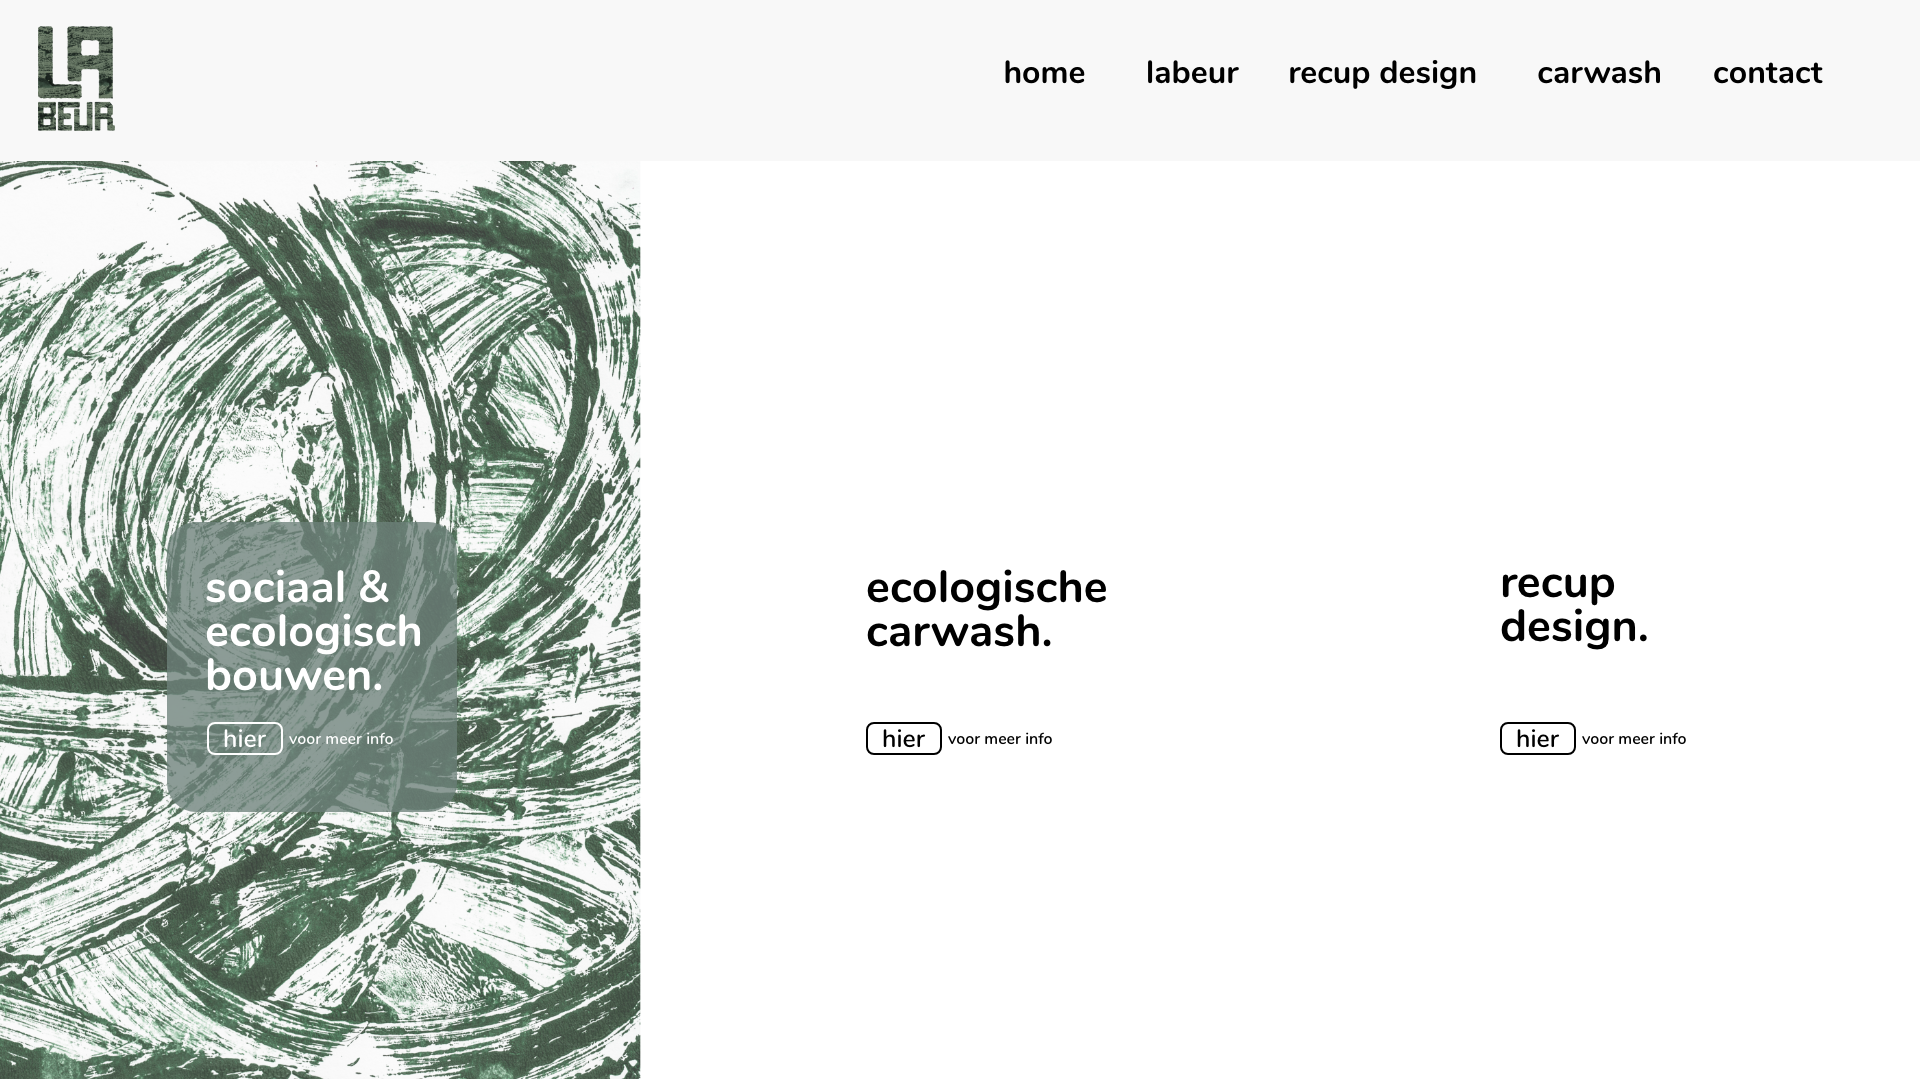 LA
BEUR
home labeur recup design carwash contact
sociaal &
ecologisch
bouwen.
hier voor meer info
ecologische
carwash.
hier voor meer info
recup
design.
hier voor meer info